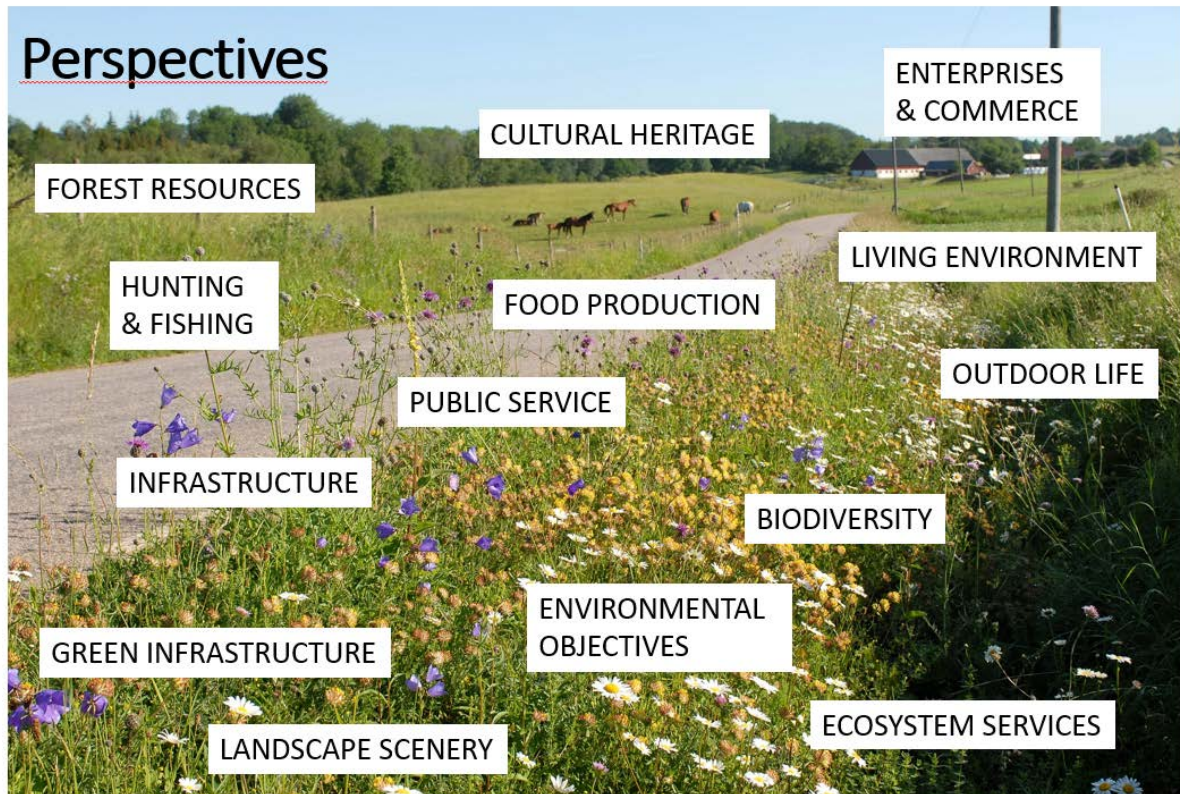 Perspectives
ENTERPRISES
& COMMERCE
CULTURAL HERITAGE
FOREST RESOURCES
LIVING ENVIRONMENT
HUNTING
& FISHING
FOOD PRODUCTION
OUTDOOR LIFE
PUBLIC SERVICE
INFRASTRUCTURE
BIODIVERSITY
ENVIRONMENTAL
OBJECTIVES
GREEN INFRASTRUCTURE
ECOSYSTEM SERVICES
LANDSCAPE SCENERY